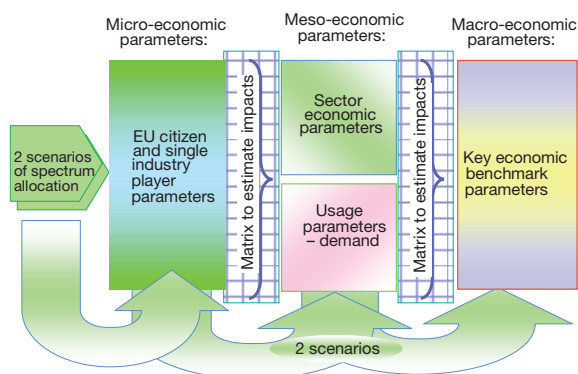 Micro-economic
parameters:
Meso-economic
parameters:
Macro-economic
parameters:
2 scenarios
of spectrum
allocation
EU citizen
and single
industry
player
parameters
Matrix to estimate impacts
Sector
economic
parameters
Usage
parameters
– demand
Matrix to estimate impacts
Key economic
benchmark
parameters
2 scenarios